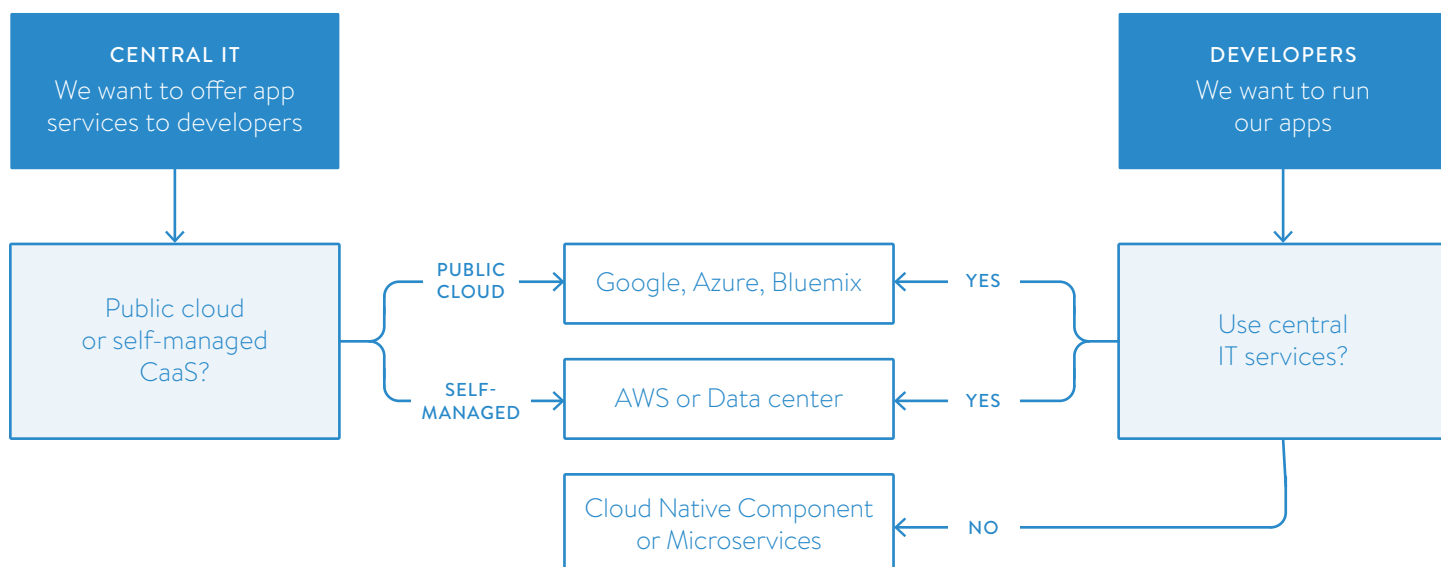 CENTRAL IT
We want to offer app
services to developers
DEVELOPERS
We want to run
our apps
Public cloud
or self-managed
CaaS?
PUBLIC
CLOUD
Google, Azure, Bluemix
YES
Use central
IT services?
SELF-
MANAGED
AWS or Data center
YES
Cloud Native Component
or Microservices
NO